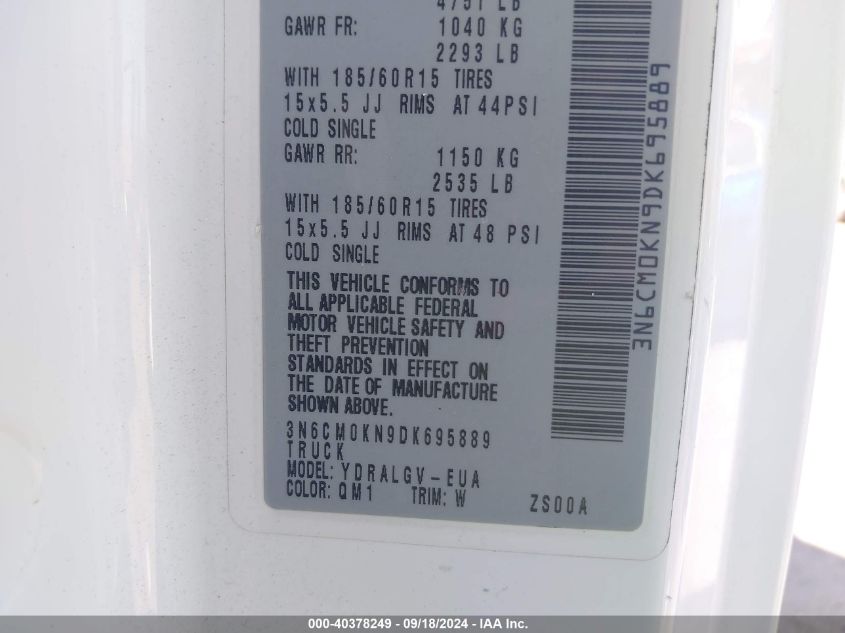 4751 LB
GAWR FR: 1040 KG
2293 LB
WITH 185/60R15 TIRES
15x5.5 JJ RIMS AT 44PSI
COLD SINGLE
GAWR RR: 1150 KG
2535 LB
WITH 185/60R15 TIRES
15x5.5 JJ RIMS AT 48 PSI
COLD SINGLE
THIS VEHICLE CONFORMS TO
ALL APPLICABLE FEDERAL
MOTOR VEHICLE SAFETY AND
THEFT PREVENTION
STANDARDS IN EFFECT ON
THE DATE OF MANUFACTURE
SHOWN ABOVE.
3N6CM0KN9DK695889
TRUCK
MODEL: YDRALGV-EUA
COLOR: QM1 TRIM: W ZS00A
3N6CM0KN9DK695889
000-40378249 - 09/18/2024 - IAA Inc.